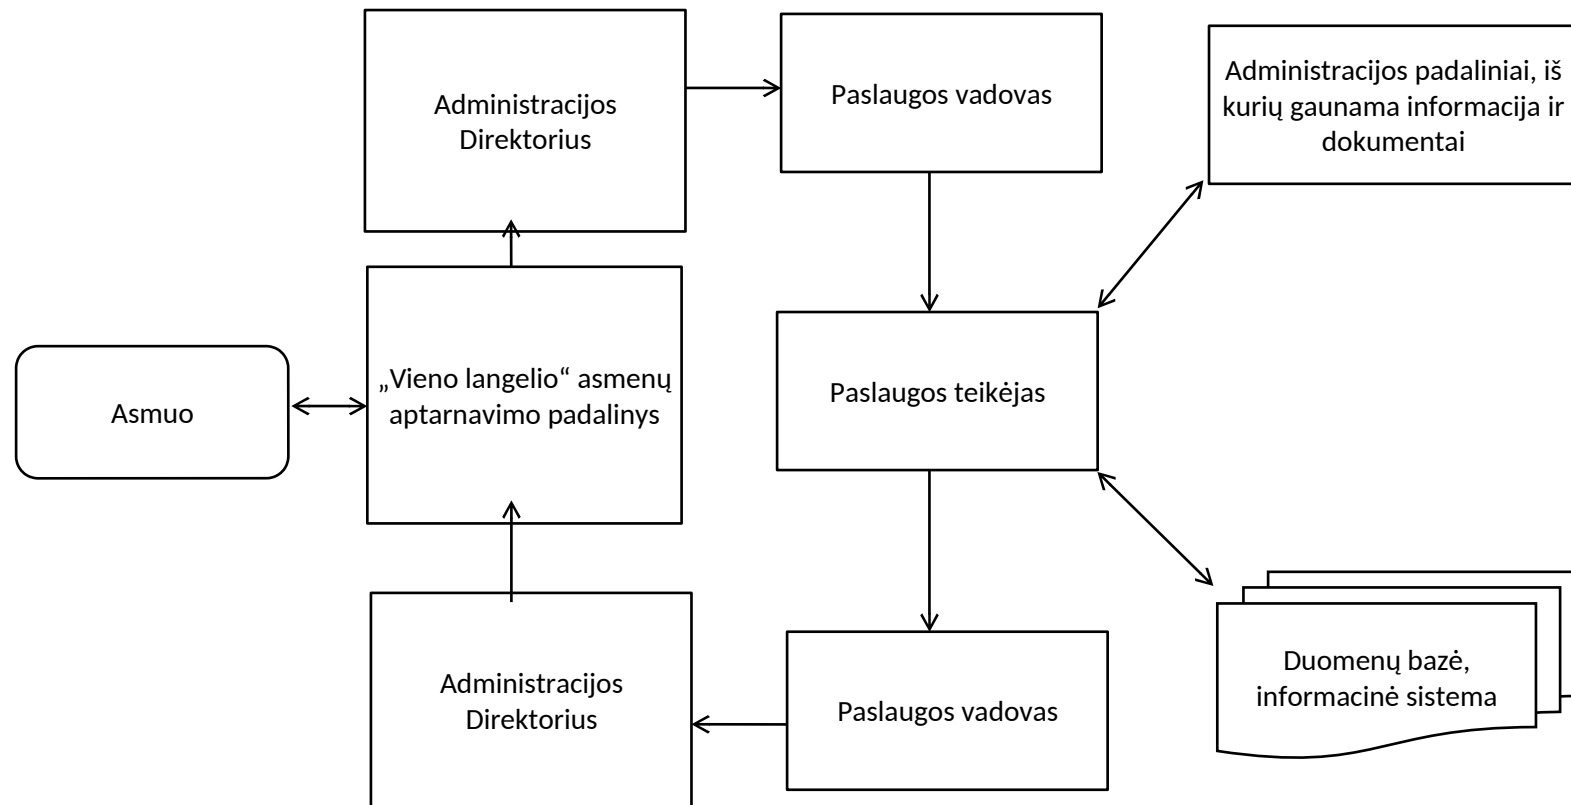 Administracijos
Direktorius
Paslaugos vadovas
Administracijos padaliniai, iš
kurių gaunama informacija ir
dokumentai
Asmuo
„Vieno langelio“ asmenų
aptarnavimo padalinys
Paslaugos teikėjas
Administracijos
Direktorius
Paslaugos vadovas
Duomenų bazė,
informacinė sistema